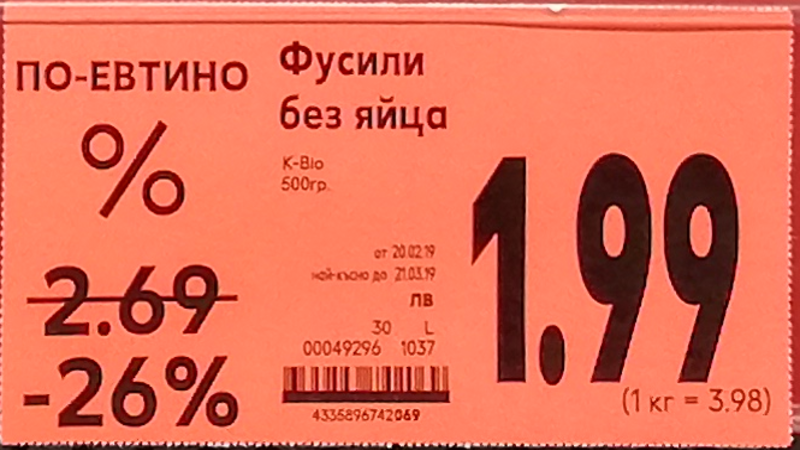 ПО-ЕВТИНО
%
2.69
-26%
Фусили
без яйца
K-Bio
500гр.
от 20.02.19
най-късно до 21.03.19
лв
30 L
00049296 1037
4335896742069
1.99
(1 кг = 3.98)